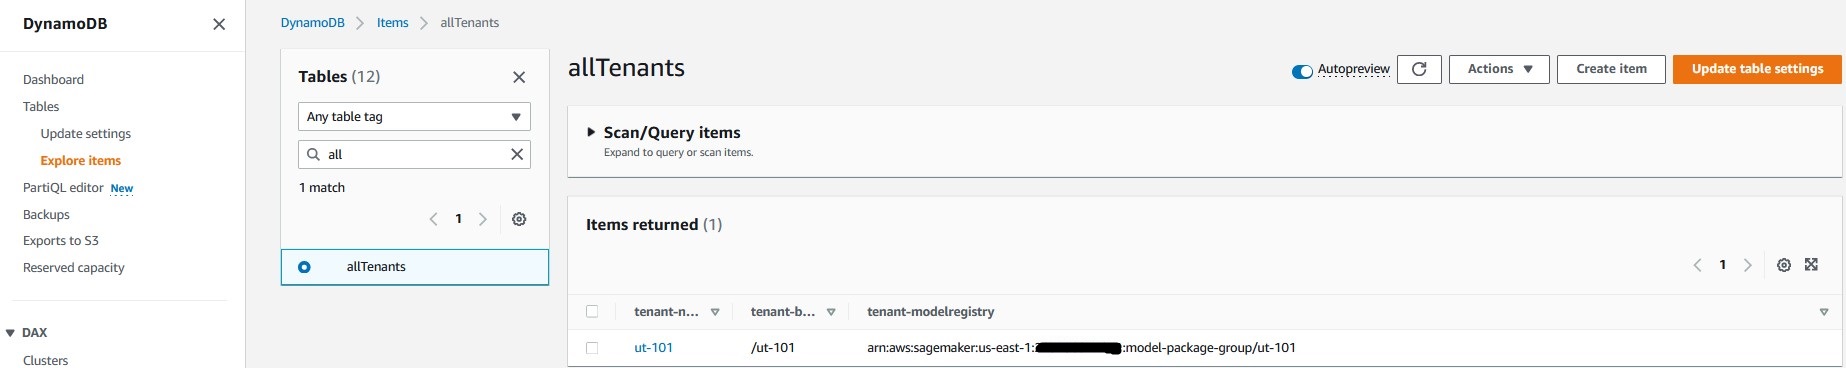 DynamoDB
Dashboard
Tables
Update settings
Explore items
PartiQL editor New
Backups
Exports to S3
Reserved capacity
DAX
Clusters
DynamoDB Items allTenants
Tables (12)
Any table tag
all
1 match
1
allTenants
allTenants
Autopreview
Actions
Create item
Update table settings
Scan/Query items
Expand to query or scan items.
Items returned (1)
1
tenant-n... tenant-b... tenant-modelregistry
ut-101 /ut-101 arn:aws:sagemaker:us-east-1: :model-package-group/ut-101